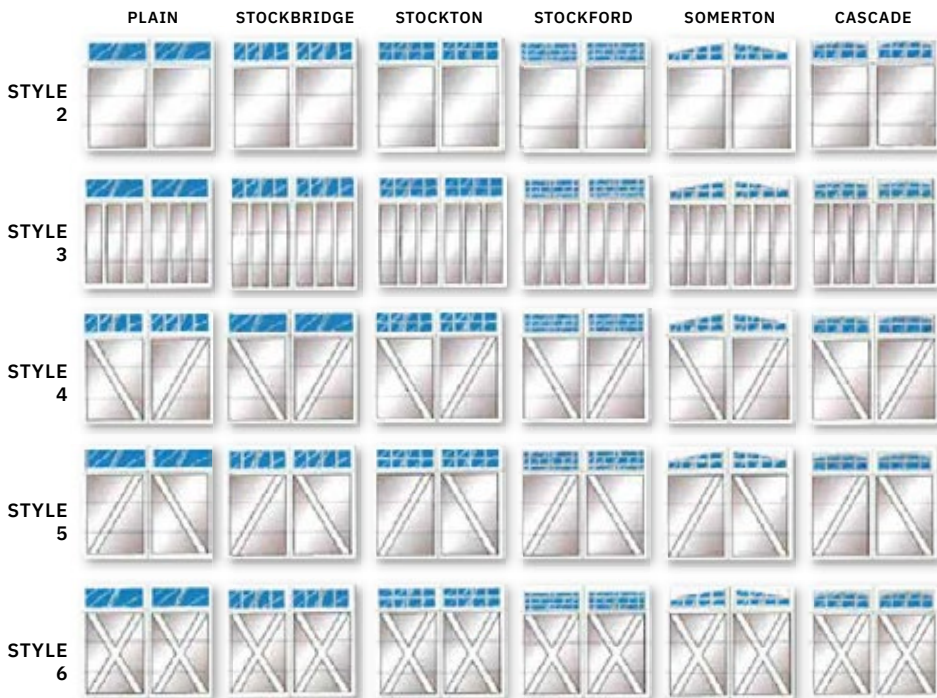 PLAIN STOCKBRIDGE STOCKTON STOCKFORD SOMERTON CASCADE
STYLE
2
STYLE
3
STYLE
4
STYLE
5
STYLE
6